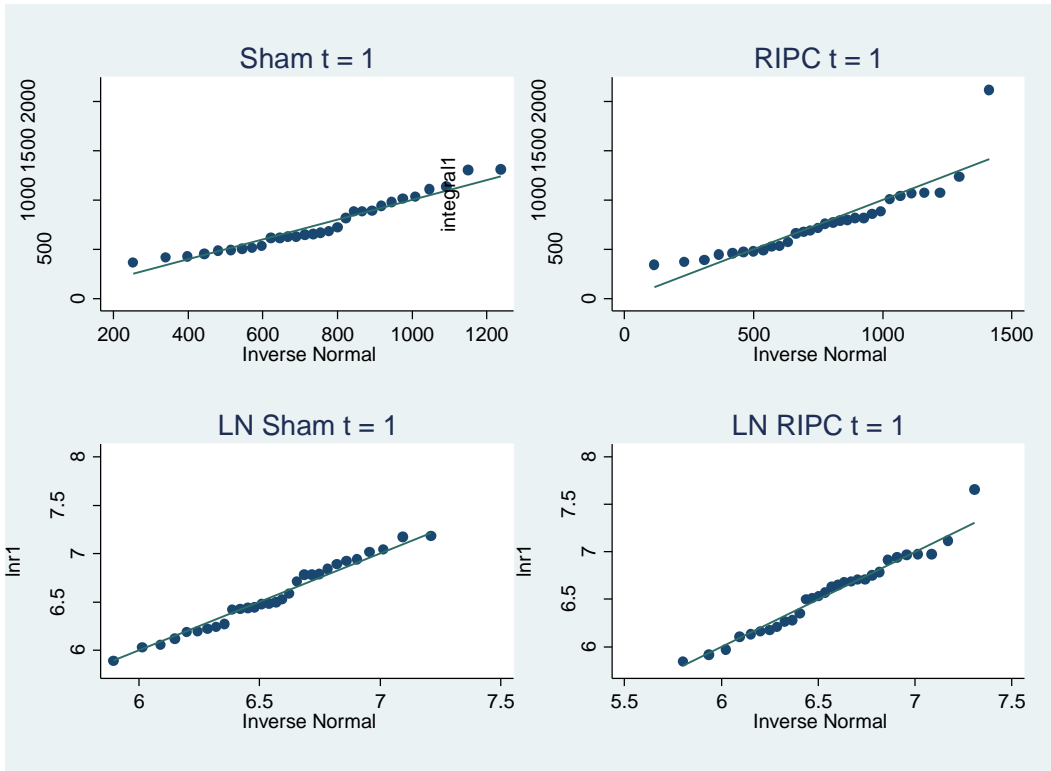 Sham t = 1
0 500 1000 1500 2000
200 400 600 800 1000 1200
Inverse Normal
RIPC t = 1
integral1
0 500 1000 1500 2000
0 500 1000 1500
Inverse Normal
LN Sham t = 1
lnr1
6 6.5 7 7.5 8
6 6.5 7 7.5
Inverse Normal
LN RIPC t = 1
lnr1
6 6.5 7 7.5 8
5.5 6 6.5 7 7.5
Inverse Normal